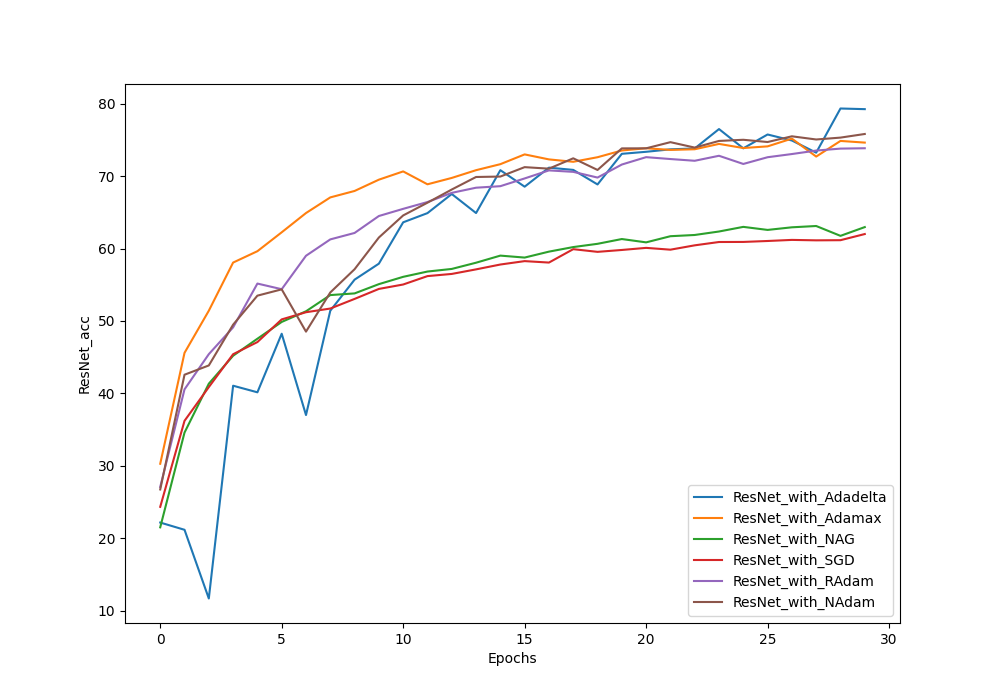 80
70
60
50
40
30
20
10
ResNet_acc
0 5 10 15 20 25 30
Epochs
ResNet_with_Adadelta
ResNet_with_Adamax
ResNet_with_NAG
ResNet_with_SGD
ResNet_with_RAdam
ResNet_with_NAdam